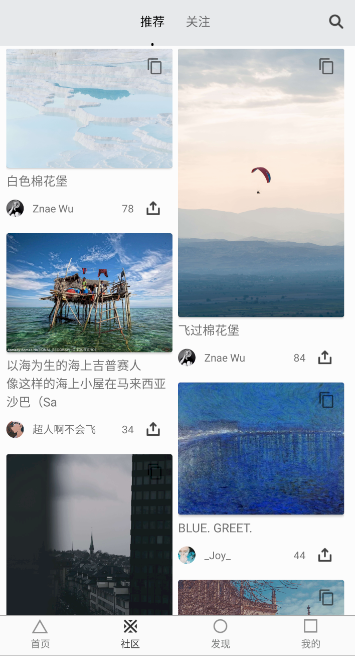 推荐
关注
白色棉花堡
Znae Wu
78
以海为生的海上吉普赛人
像这样的海上小屋在马来西亚
沙巴（Sa
超人啊不会飞
34
飞过棉花堡
Znae Wu
84
BLUE. GREET.
_Joy_
44
首页
社区
发现
我的